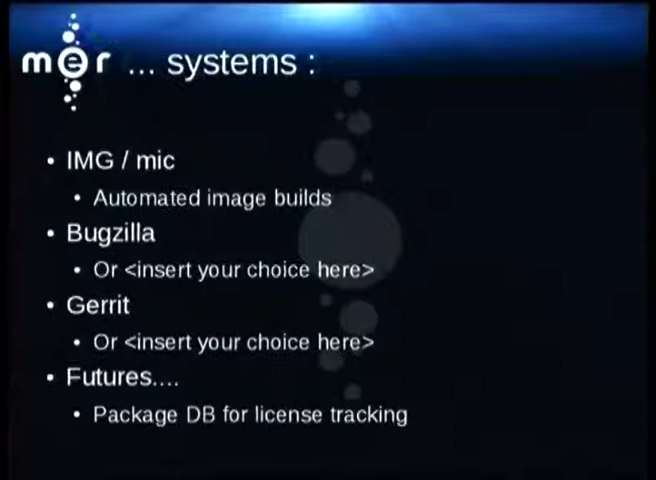 mer ... systems :
• IMG / mic
• Automated image builds
• Bugzilla
• Or <insert your choice here>
• Gerrit
• Or <insert your choice here>
• Futures....
• Package DB for license tracking